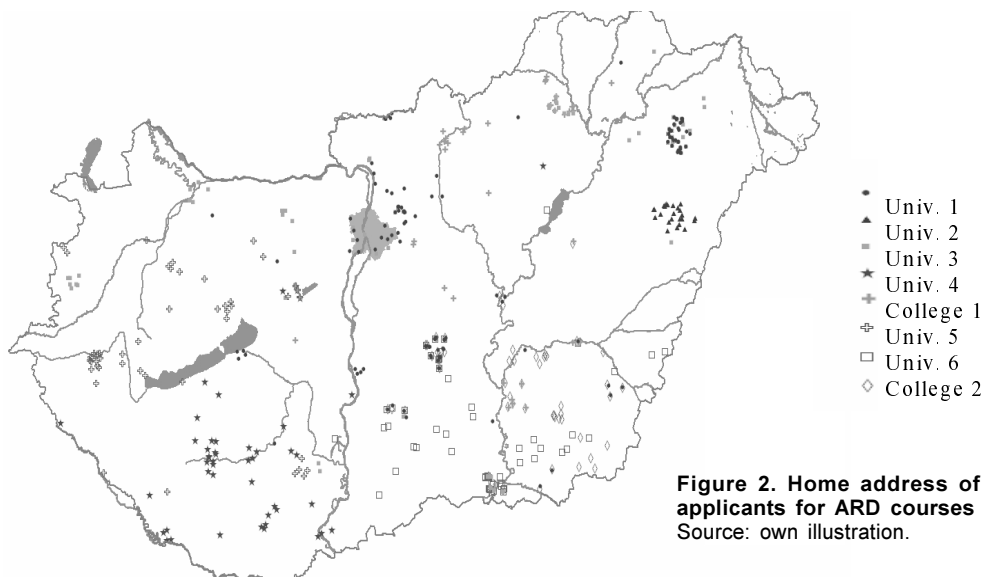 Univ. 1
Univ. 2
Univ. 3
Univ. 4
College 1
Univ. 5
Univ. 6
College 2
Figure 2. Home address of
applicants for ARD courses
Source: own illustration.